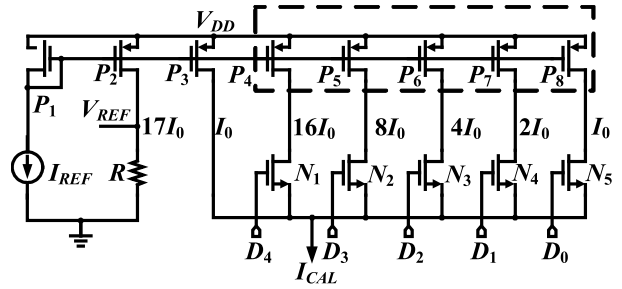 V_DD
P_1 P_2 P_3 P_4 P_5 P_6 P_7 P_8
V_REF 17I_0 I_0 16I_0 8I_0 4I_0 2I_0 I_0
I_REF R N_1 N_2 N_3 N_4 N_5
D_4 D_3 D_2 D_1 D_0
I_CAL